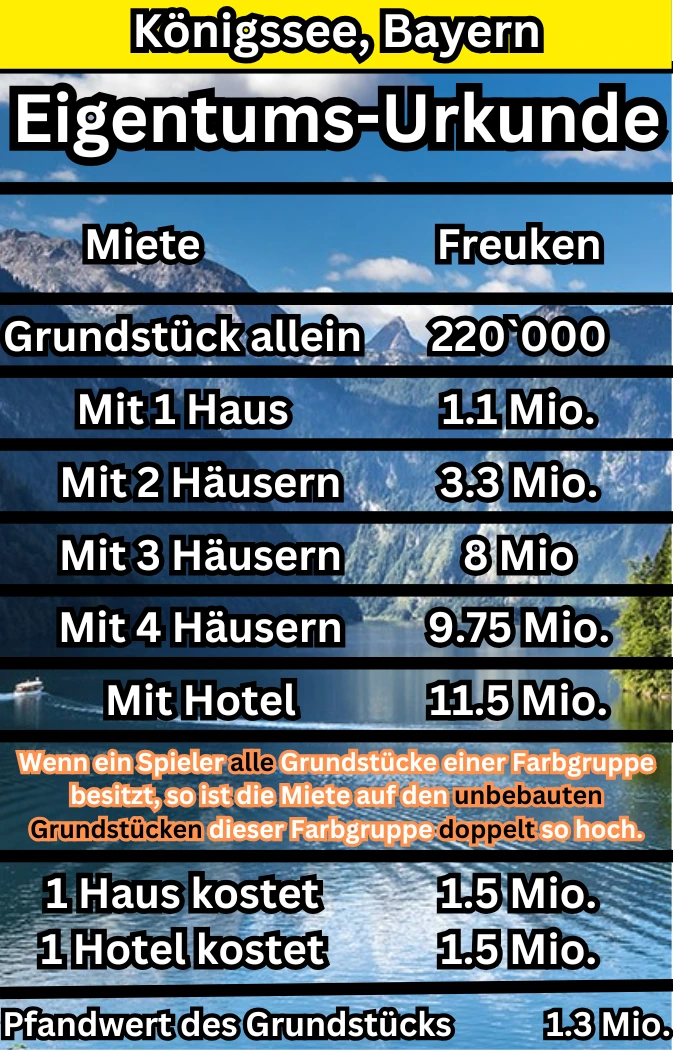 Königssee, Bayern
Eigentums-Urkunde
Miete Freuken
Grundstück allein 220`000
Mit 1 Haus 1.1 Mio.
Mit 2 Häusern 3.3 Mio.
Mit 3 Häusern 8 Mio
Mit 4 Häusern 9.75 Mio.
Mit Hotel 11.5 Mio.
Wenn ein Spieler alle Grundstücke einer Farbgruppe
besitzt, so ist die Miete auf den unbebauten
Grundstücken dieser Farbgruppe doppelt so hoch.
1 Haus kostet 1.5 Mio.
1 Hotel kostet 1.5 Mio.
Pfandwert des Grundstücks 1.3 Mio.